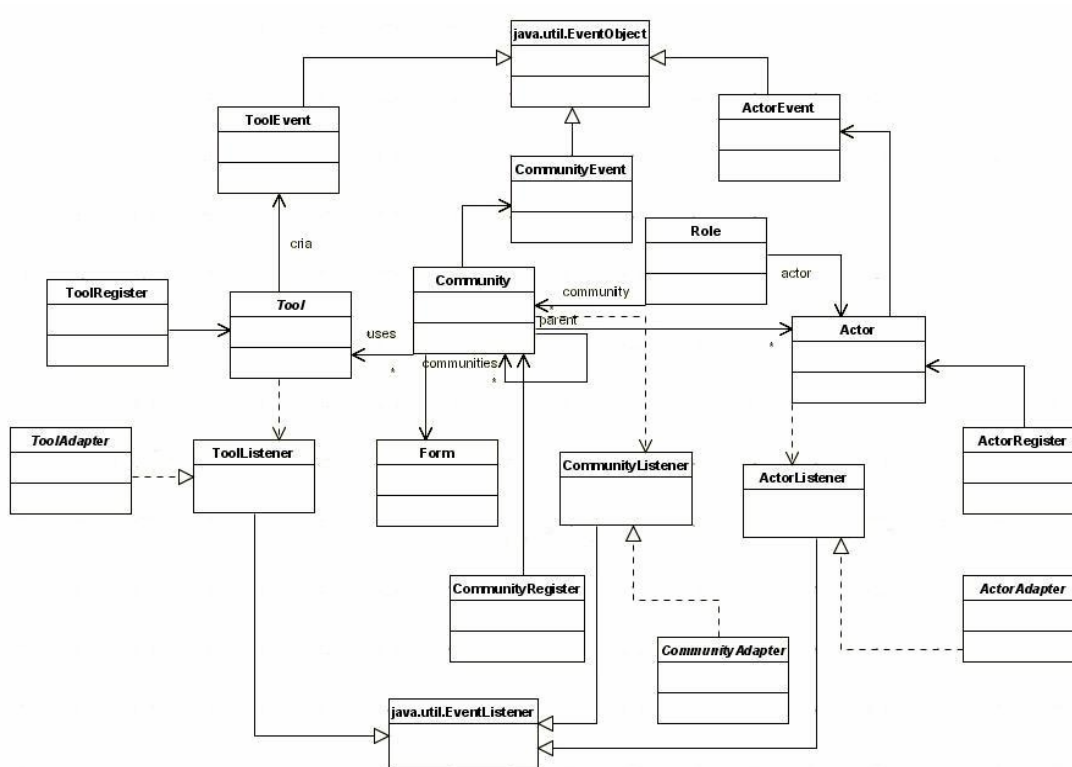 java.util.EventObject
ToolEvent
ActorEvent
CommunityEvent
cria
Role
actor
Community
community
ToolRegister
Tool
*
parent
Actor
uses
*
communities
*
*
ToolAdapter
ToolListener
Form
CommunityListener
ActorListener
ActorRegister
CommunityRegister
ActorAdapter
CommunityAdapter
java.util.EventListener